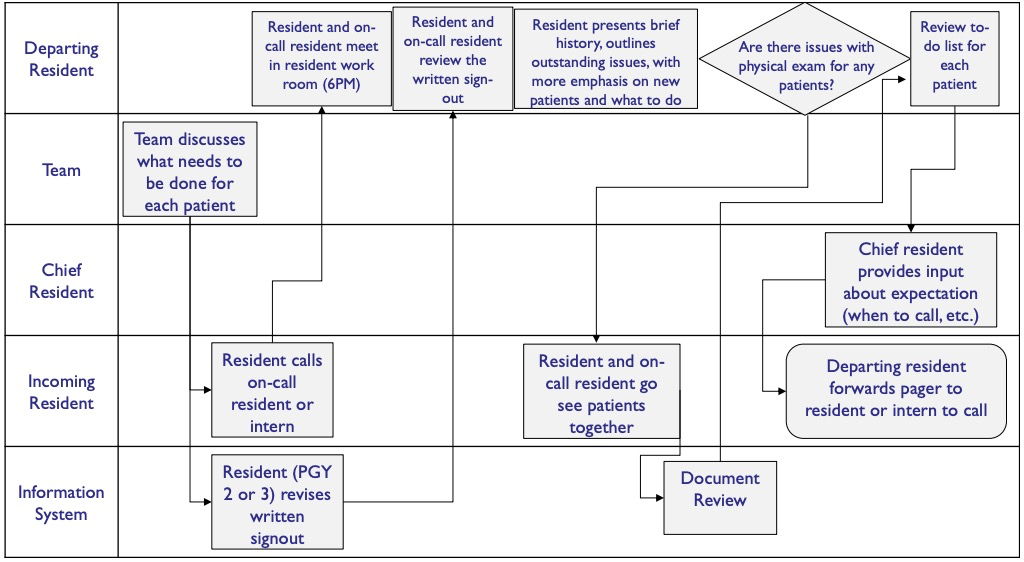 Departing
Resident
Resident and on-
call resident meet
in resident work
room (6PM)
Resident and
on-call resident
review the
written sign-
out
Resident presents brief
history, outlines
outstanding issues, with
more emphasis on new
patients and what to do
Are there issues with
physical exam for any
patients?
Review to-
do list for
each
patient
Team
Team discusses
what needs to
be done for
each patient
Chief
Resident
Chief resident
provides input
about expectation
(when to call, etc.)
Incoming
Resident
Resident calls
on-call
resident or
intern
Resident and on-
call resident go
see patients
together
Departing resident
forwards pager to
resident or intern to call
Information
System
Resident (PGY
2 or 3) revises
written
signout
Document
Review